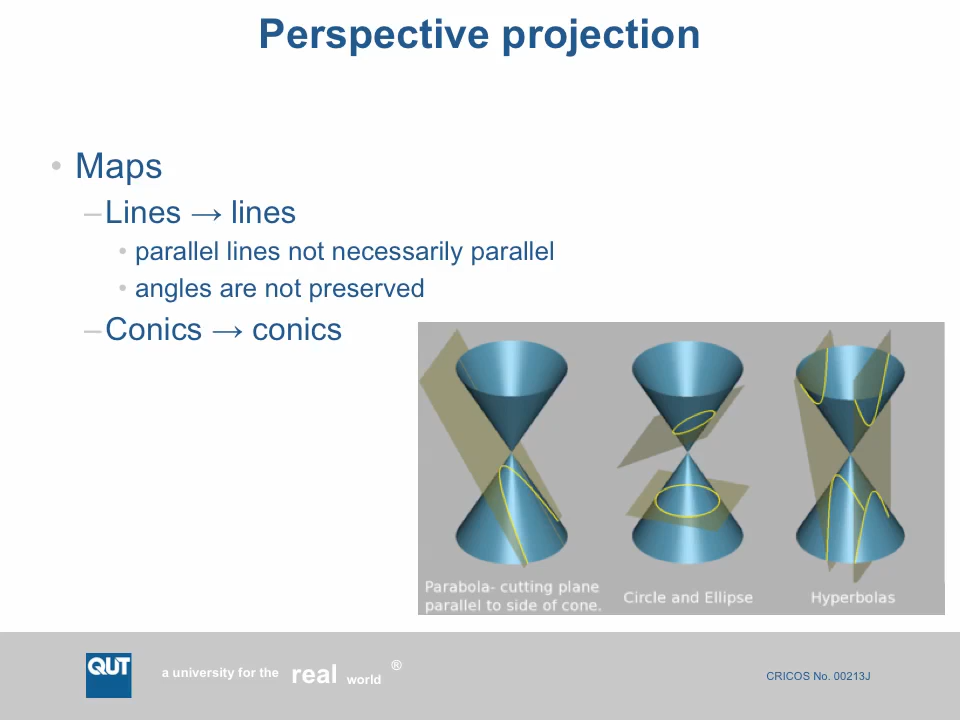 Perspective projection
• Maps
–Lines → lines
• parallel lines not necessarily parallel
• angles are not preserved
–Conics → conics
Parabola- cutting plane
parallel to side of cone.
Circle and Ellipse
Hyperbolas
QUT
a university for the real world ®
CRICOS No. 00213J